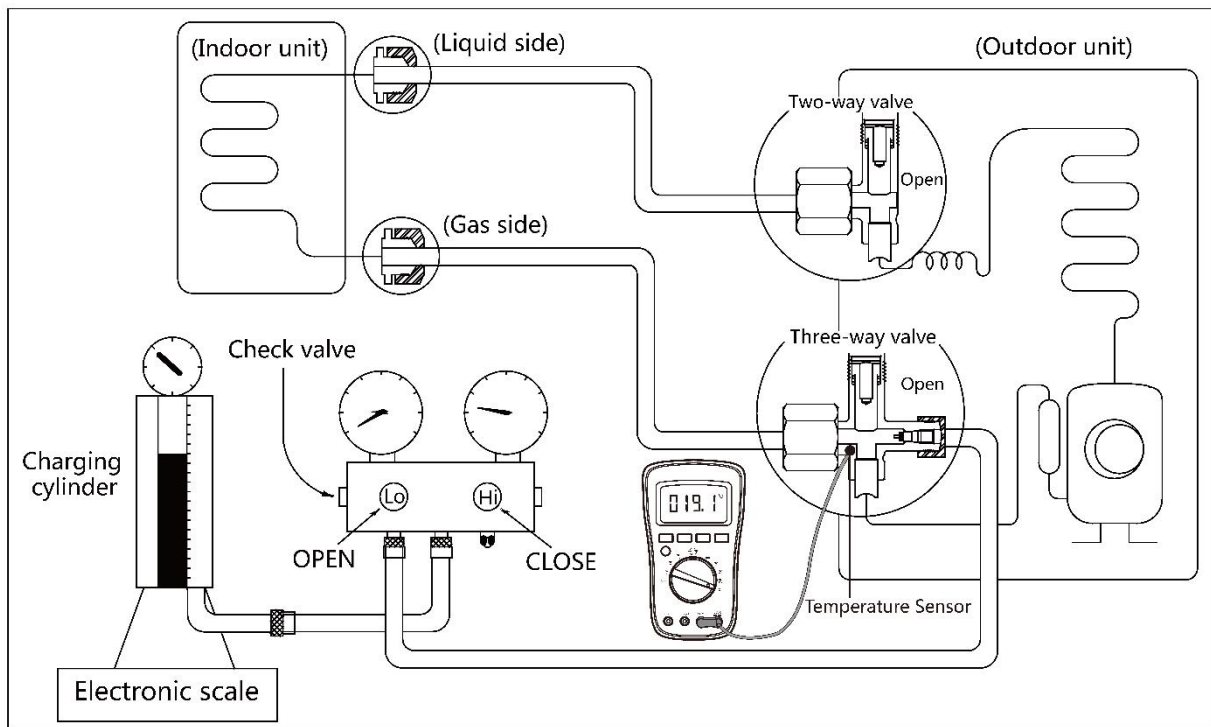 (Indoor unit)
(Liquid side)
(Outdoor unit)
Two-way valve
Open
(Gas side)
Three-way valve
Open
Check valve
Charging
cylinder
Lo
Hi
OPEN
CLOSE
019.1
Temperature Sensor
Electronic scale